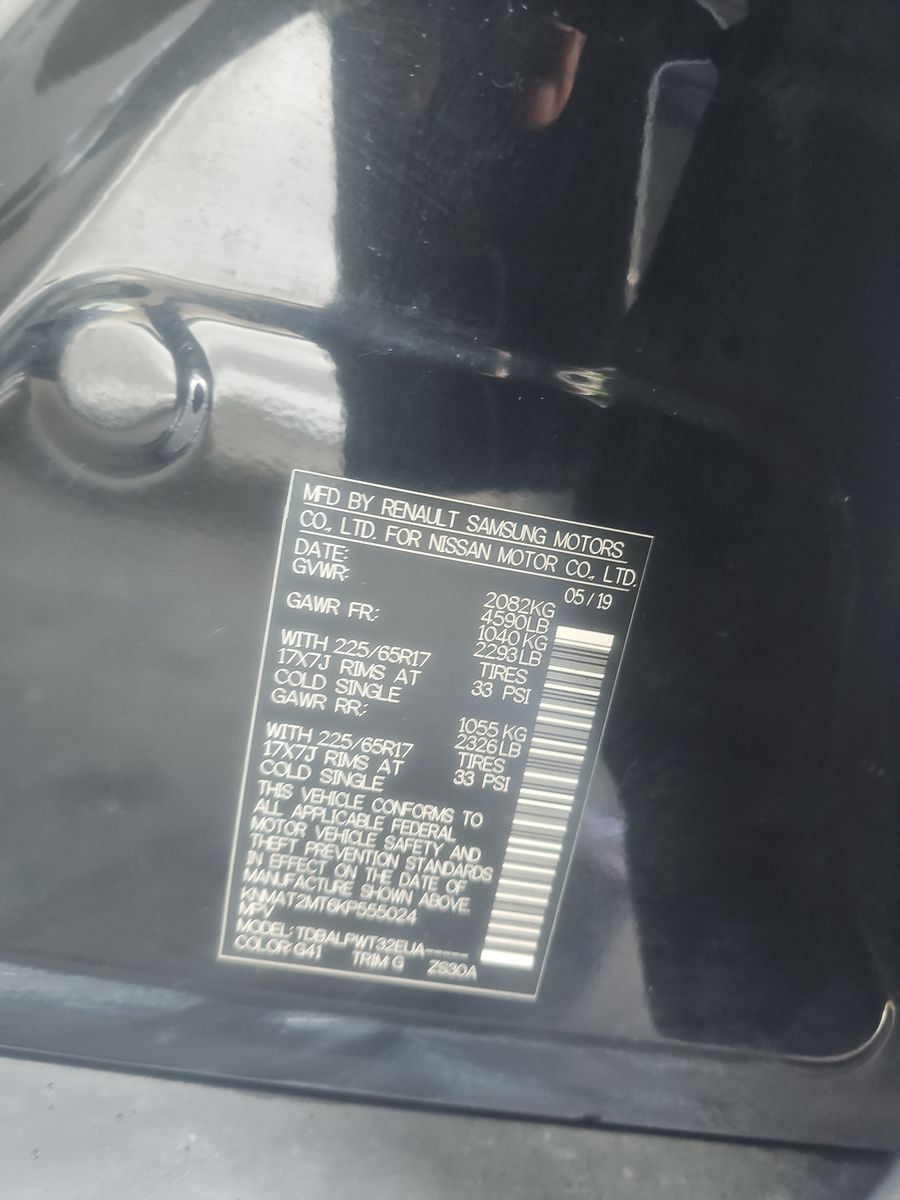 MFD BY RENAULT SAMSUNG MOTORS
CO., LTD. FOR NISSAN MOTOR CO., LTD.
DATE: 05/19
GVWR: 2082KG
4590LB
GAWR FR: 1040KG
2293LB
WITH 225/65R17 TIRES
17X7J RIMS AT 33 PSI
COLD SINGLE
GAWR RR: 1055KG
2326LB
WITH 225/65R17 TIRES
17X7J RIMS AT 33 PSI
COLD SINGLE
THIS VEHICLE CONFORMS TO
ALL APPLICABLE FEDERAL
MOTOR VEHICLE SAFETY AND
THEFT PREVENTION STANDARDS
IN EFFECT ON THE DATE OF
MANUFACTURE SHOWN ABOVE.
KNMAT2MT6KP555024
MPV
MODEL: TDBALPWT32EUA-----
COLOR: G41 TRIM: G ZS30A